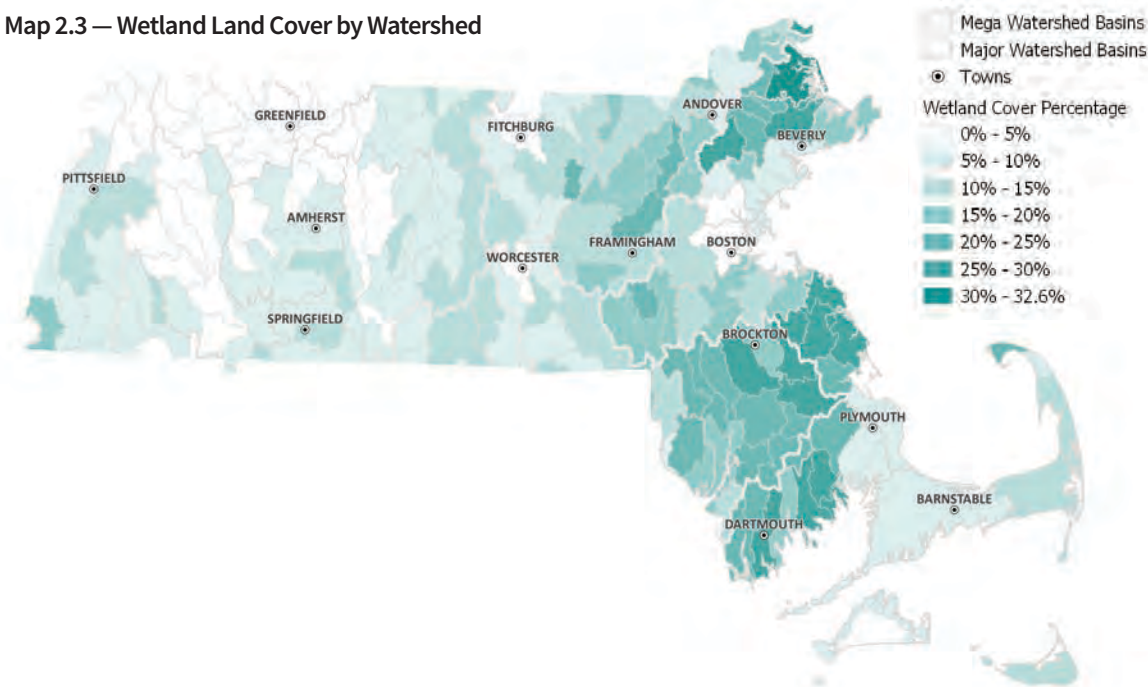 Map 2.3 — Wetland Land Cover by Watershed
Mega Watershed Basins
Major Watershed Basins
Towns
Wetland Cover Percentage
0% - 5%
5% - 10%
10% - 15%
15% - 20%
20% - 25%
25% - 30%
30% - 32.6%
GREENFIELD
FITCHBURG
ANDOVER
BEVERLY
PITTSFIELD
AMHERST
WORCESTER
FRAMINGHAM
BOSTON
SPRINGFIELD
BROCKTON
PLYMOUTH
BARNSTABLE
DARTMOUTH